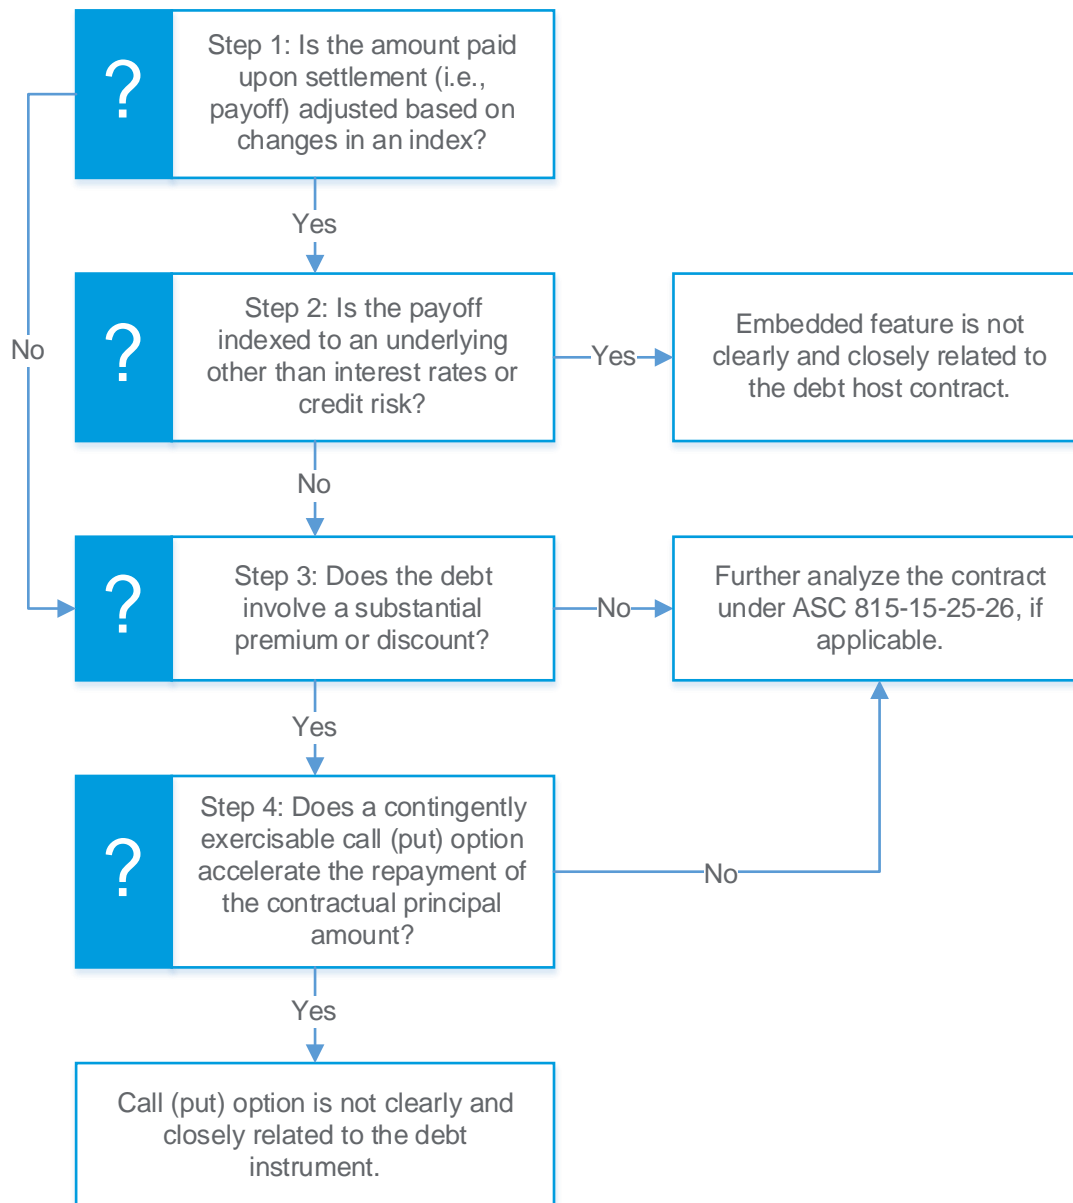 ?
Step 1: Is the amount paid
upon settlement (i.e.,
payoff) adjusted based on
changes in an index?
Yes
No
?
Step 2: Is the payoff
indexed to an underlying
other than interest rates or
credit risk?
Yes
Embedded feature is not
clearly and closely related to
the debt host contract.
No
?
Step 3: Does the debt
involve a substantial
premium or discount?
No
Further analyze the contract
under ASC 815-15-25-26, if
applicable.
Yes
?
Step 4: Does a contingently
exercisable call (put) option
accelerate the repayment of
the contractual principal
amount?
No
Yes
Call (put) option is not clearly and
closely related to the debt
instrument.